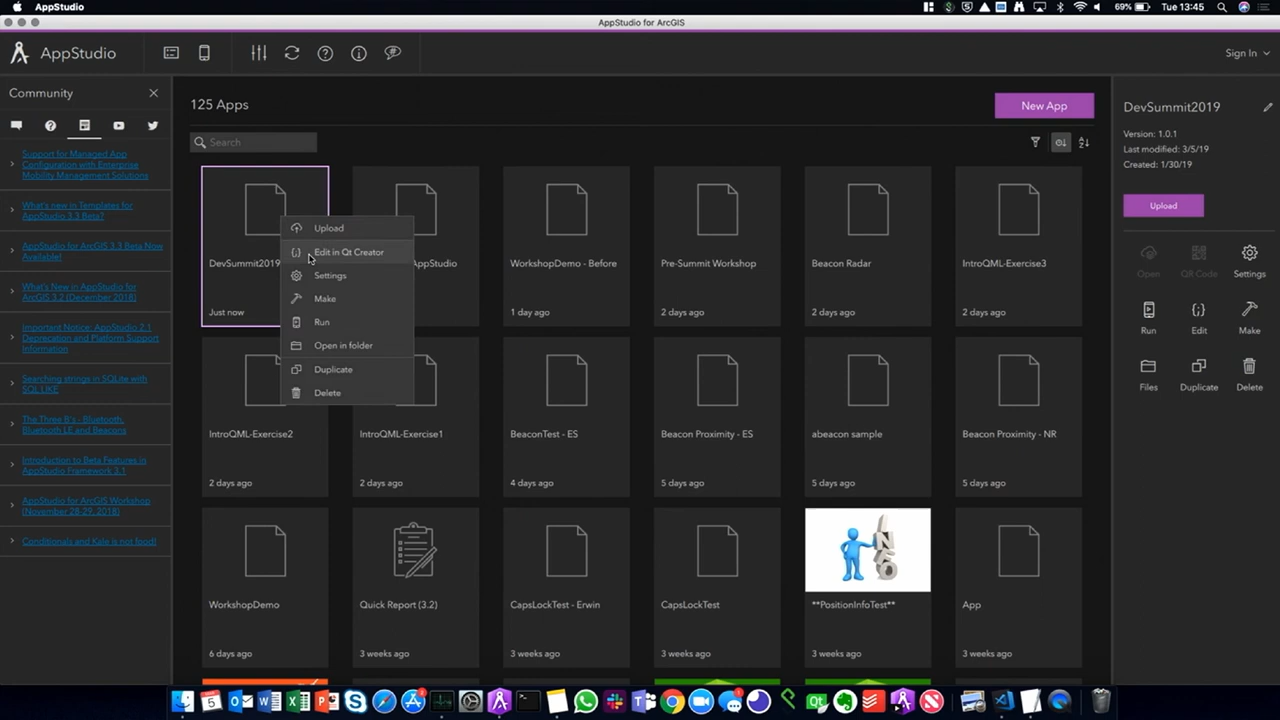 AppStudio
69%
Tue 13:45
AppStudio for ArcGIS
AppStudio
Sign In
Community
Support for Managed App
Configuration with Enterprise
Mobility Management Solutions
What's new in Templates for
AppStudio 3.3 Beta?
AppStudio for ArcGIS 3.3 Beta Now
Available!
What's New in AppStudio for
ArcGIS 3.2 (December 2018)
Important Notice: AppStudio 2.1
Deprecation and Platform Support
Information
Searching strings in SQLite with
SQL LIKE
The Three B's - Bluetooth,
Bluetooth LE and Beacons
Introduction to Beta Features in
AppStudio Framework 3.1
AppStudio for ArcGIS Workshop
(November 28-29, 2018)
Conditionals and Kale is not food!
125 Apps
New App
Search
DevSummit2019
Just now
AppStudio
WorkshopDemo - Before
1 day ago
Pre-Summit Workshop
2 days ago
Beacon Radar
2 days ago
IntroQML-Exercise3
2 days ago
Upload
Edit in Qt Creator
Settings
Make
Run
Open in folder
Duplicate
Delete
IntroQML-Exercise2
2 days ago
IntroQML-Exercise1
2 days ago
BeaconTest - ES
4 days ago
Beacon Proximity - ES
5 days ago
abeacon sample
5 days ago
Beacon Proximity - NR
5 days ago
WorkshopDemo
6 days ago
Quick Report (3.2)
3 weeks ago
CapsLockTest - Erwin
3 weeks ago
CapsLockTest
3 weeks ago
INFO
**PositionInfoTest**
3 weeks ago
App
3 weeks ago
DevSummit2019
Version: 1.0.1
Last modified: 3/5/19
Created: 1/30/19
Upload
Open
QR Code
Settings
Run
Edit
Make
Files
Duplicate
Delete